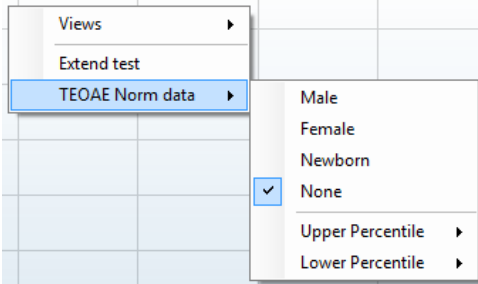 Views
Extend test
TEOAE Norm data
Male
Female
Newborn
None
Upper Percentile
Lower Percentile